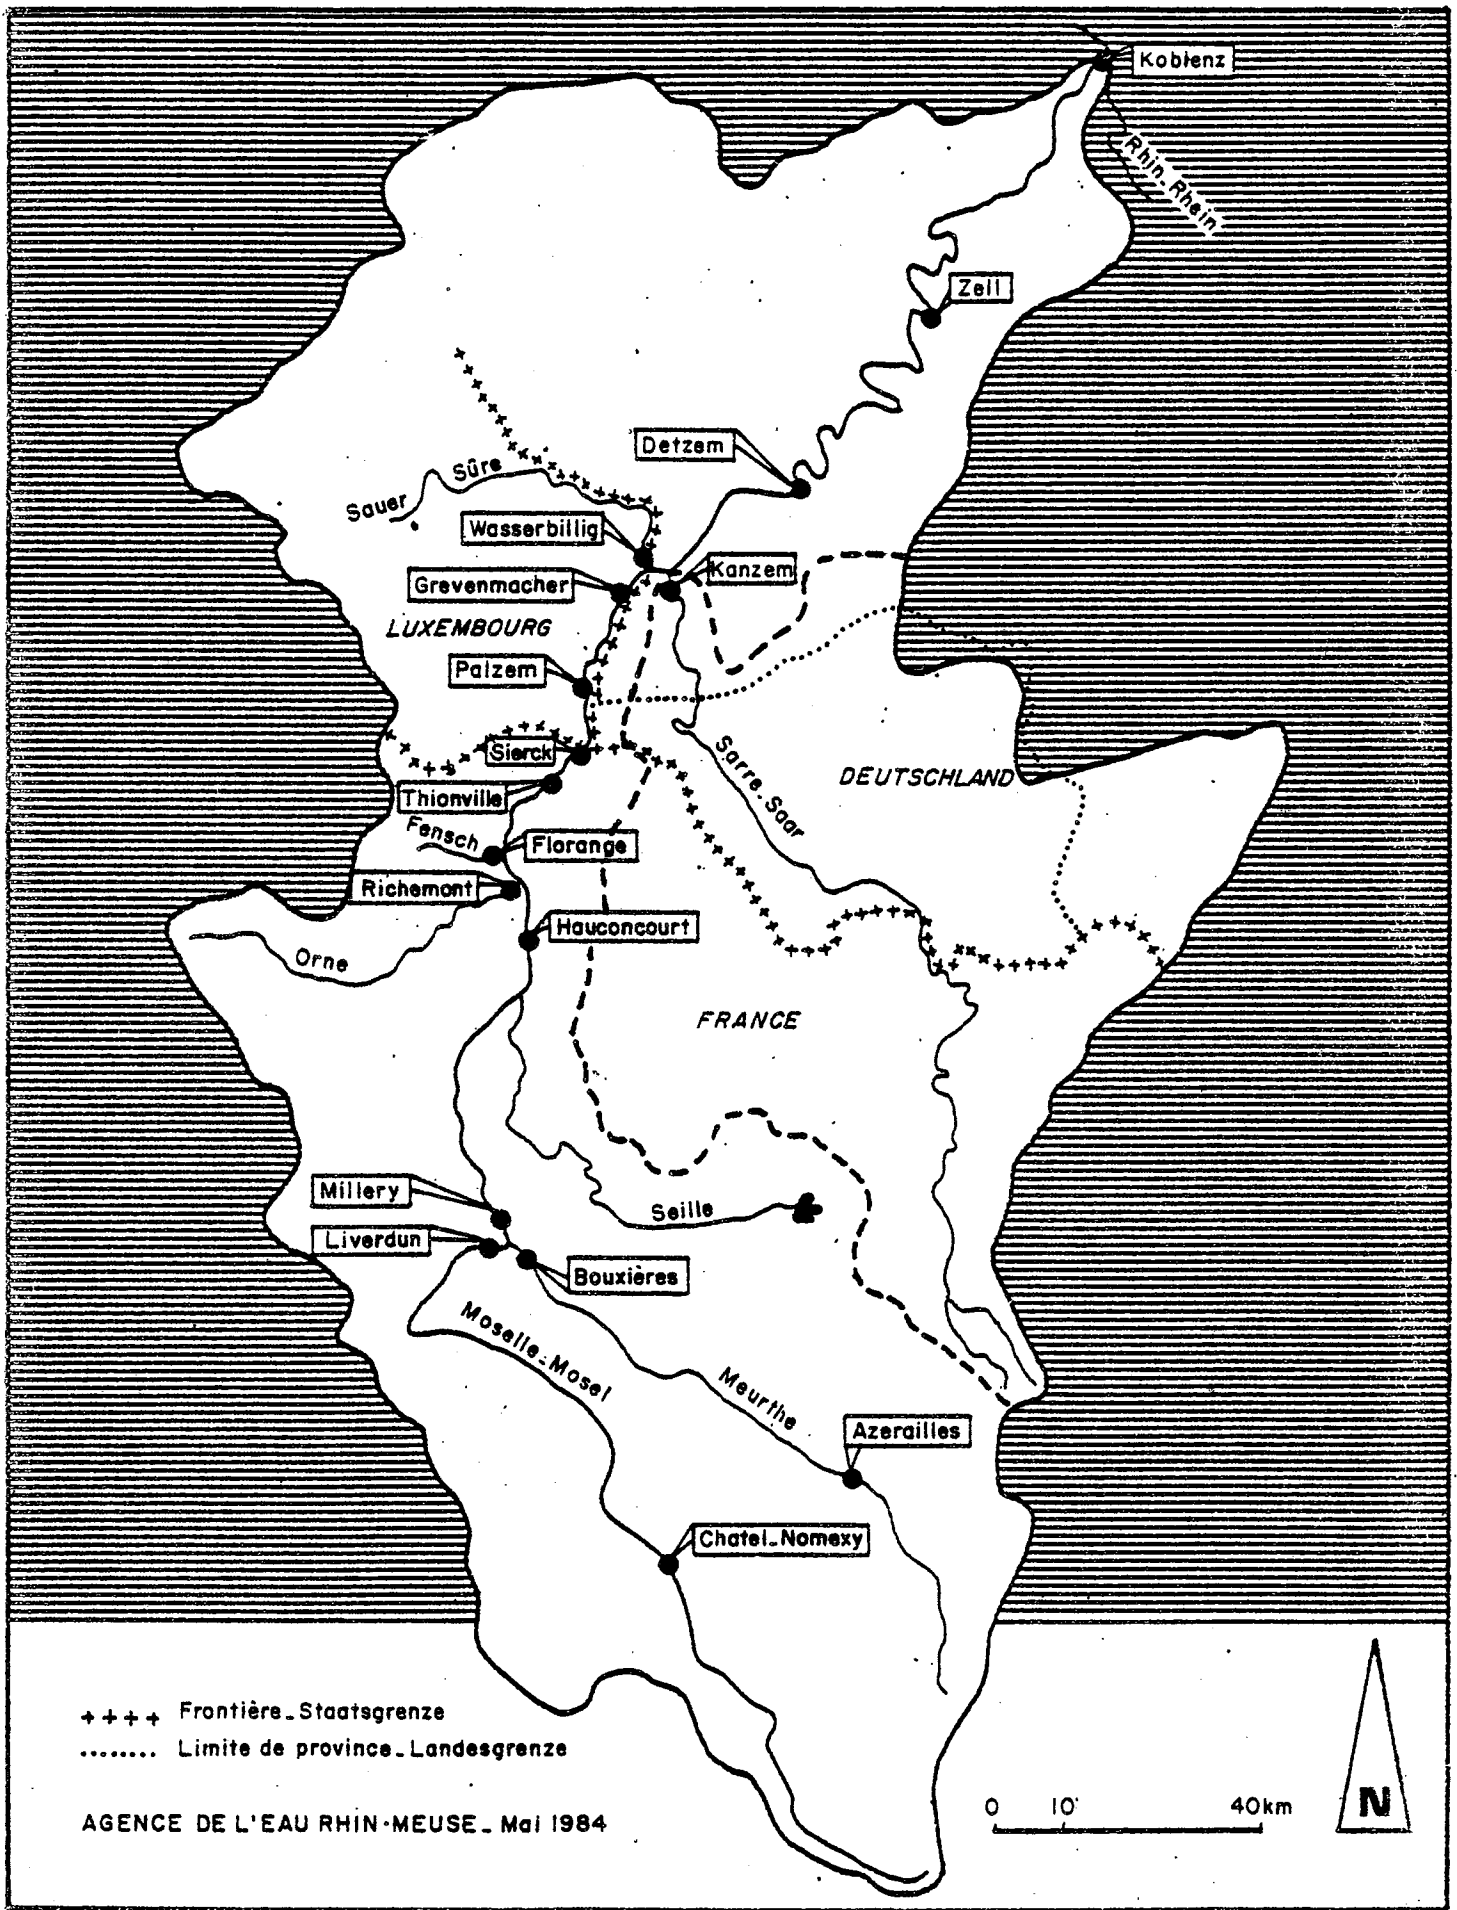 Koblenz
Rhin_Rhein
Zell
Detzem
Sûre
Sauer
Wasserbillig
Kanzem
Grevenmacher
LUXEMBOURG
Palzem
Sierck
Sarre_Saar
DEUTSCHLAND
Thionville
Fensch
Florange
Richemont
Hauconcourt
Orne
FRANCE
Millery
Seille
Liverdun
Bouxières
Moselle_Mosel
Meurthe
Azerailles
Chatel_Nomexy
++++ Frontière_Staatsgrenze
........ Limite de province_Landesgrenze
AGENCE DE L'EAU RHIN-MEUSE_ Mai 1984
0 10 40km
N